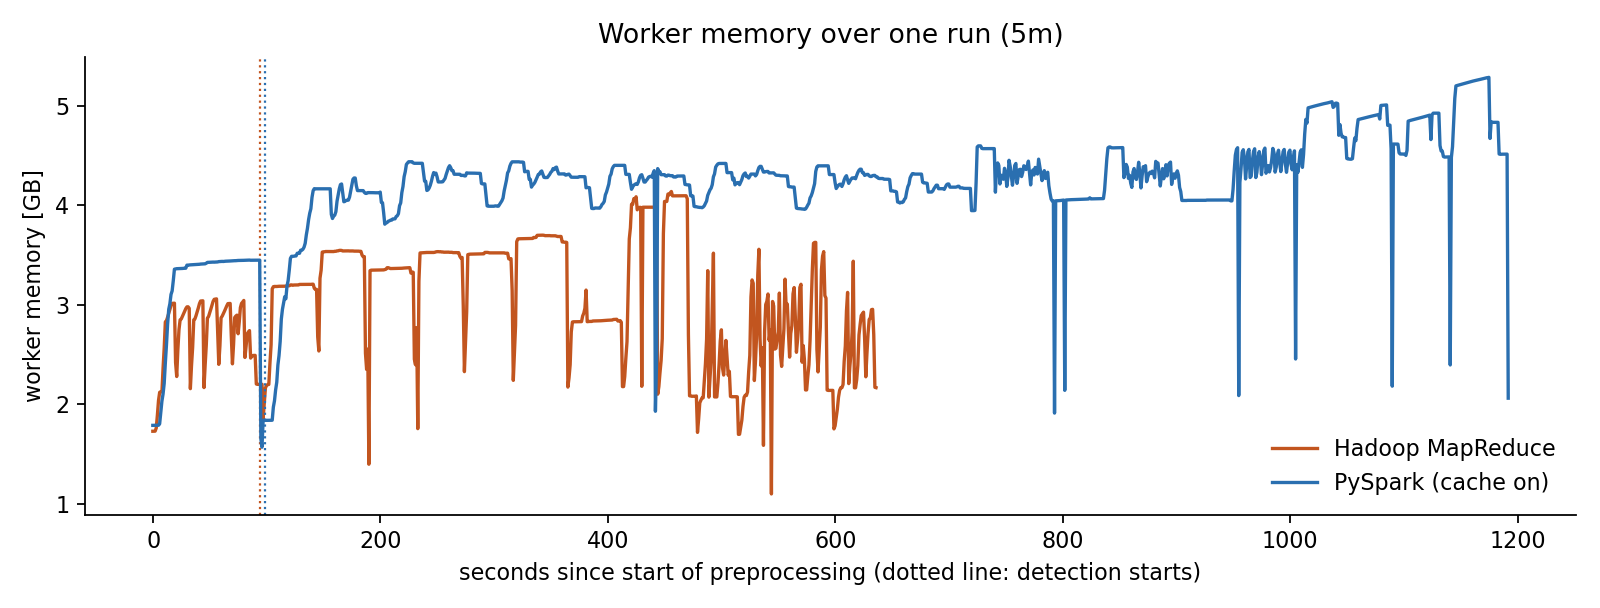 Worker memory over one run (5m)
worker memory [GB]
5
4
3
2
1
0
200
400
600
800
1000
1200
seconds since start of preprocessing (dotted line: detection starts)
Hadoop MapReduce
PySpark (cache on)